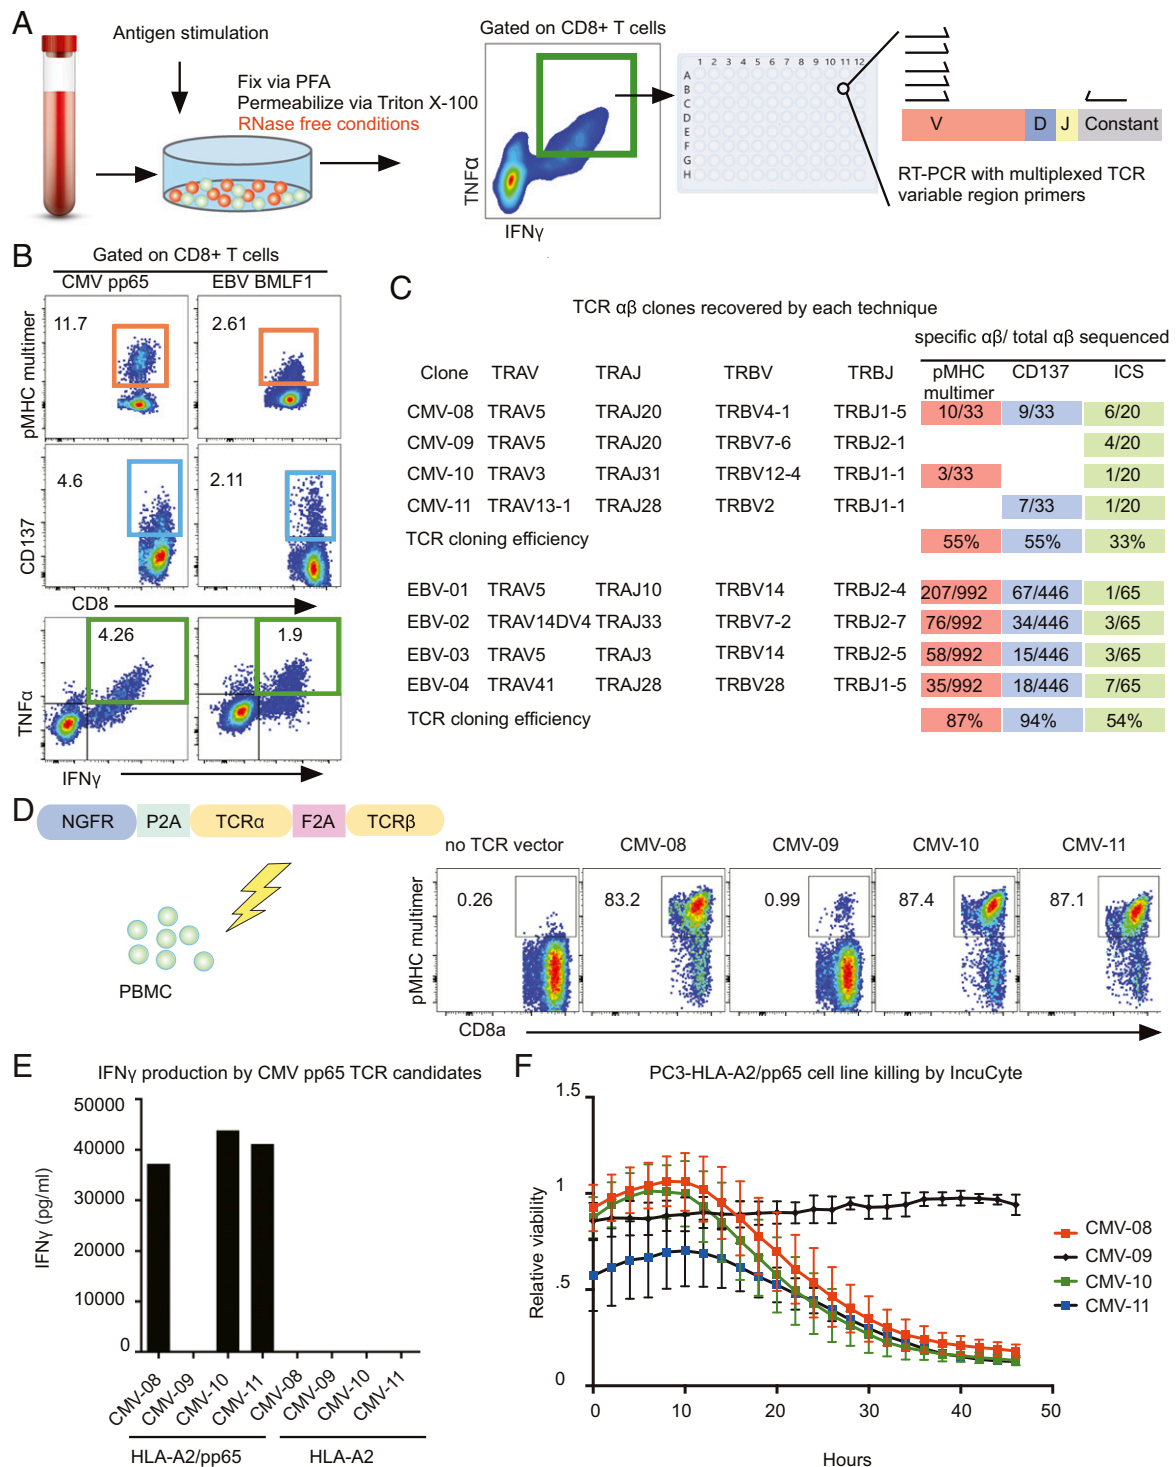 A
Antigen stimulation
Fix via PFA
Permeabilize via Triton X-100
RNase free conditions
Gated on CD8+ T cells
TNFα
IFNγ
1 2 3 4 5 6 7 8 9 10 11 12
A
B
C
D
E
F
G
H
V D J Constant
RT-PCR with multiplexed TCR
variable region primers
B
Gated on CD8+ T cells
CMV pp65 EBV BMLF1
pMHC multimer
11.7 2.61
CD137
4.6 2.11
CD8
TNFα
4.26 1.9
IFNγ
C
TCR αβ clones recovered by each technique
specific αβ/ total αβ sequenced
Clone TRAV TRAJ TRBV TRBJ pMHC multimer CD137 ICS
CMV-08 TRAV5 TRAJ20 TRBV4-1 TRBJ1-5 10/33 9/33 6/20
CMV-09 TRAV5 TRAJ20 TRBV7-6 TRBJ2-1 4/20
CMV-10 TRAV3 TRAJ31 TRBV12-4 TRBJ1-1 3/33 1/20
CMV-11 TRAV13-1 TRAJ28 TRBV2 TRBJ1-1 7/33 1/20
TCR cloning efficiency 55% 55% 33%
EBV-01 TRAV5 TRAJ10 TRBV14 TRBJ2-4 207/992 67/446 1/65
EBV-02 TRAV14DV4 TRAJ33 TRBV7-2 TRBJ2-7 76/992 34/446 3/65
EBV-03 TRAV5 TRAJ3 TRBV14 TRBJ2-5 58/992 15/446 3/65
EBV-04 TRAV41 TRAJ28 TRBV28 TRBJ1-5 35/992 18/446 7/65
TCR cloning efficiency 87% 94% 54%
D
NGFR P2A TCRα F2A TCRβ
PBMC
no TCR vector CMV-08 CMV-09 CMV-10 CMV-11
pMHC multimer
0.26 83.2 0.99 87.4 87.1
CD8a
E
IFNγ production by CMV pp65 TCR candidates
IFNγ (pg/ml)
50000
40000
30000
20000
10000
0
CMV-08 CMV-09 CMV-10 CMV-11 CMV-08 CMV-09 CMV-10 CMV-11
HLA-A2/pp65 HLA-A2
F
PC3-HLA-A2/pp65 cell line killing by IncuCyte
Relative viability
1.5
1
.5
0
0 10 20 30 40 50
Hours
CMV-08
CMV-09
CMV-10
CMV-11